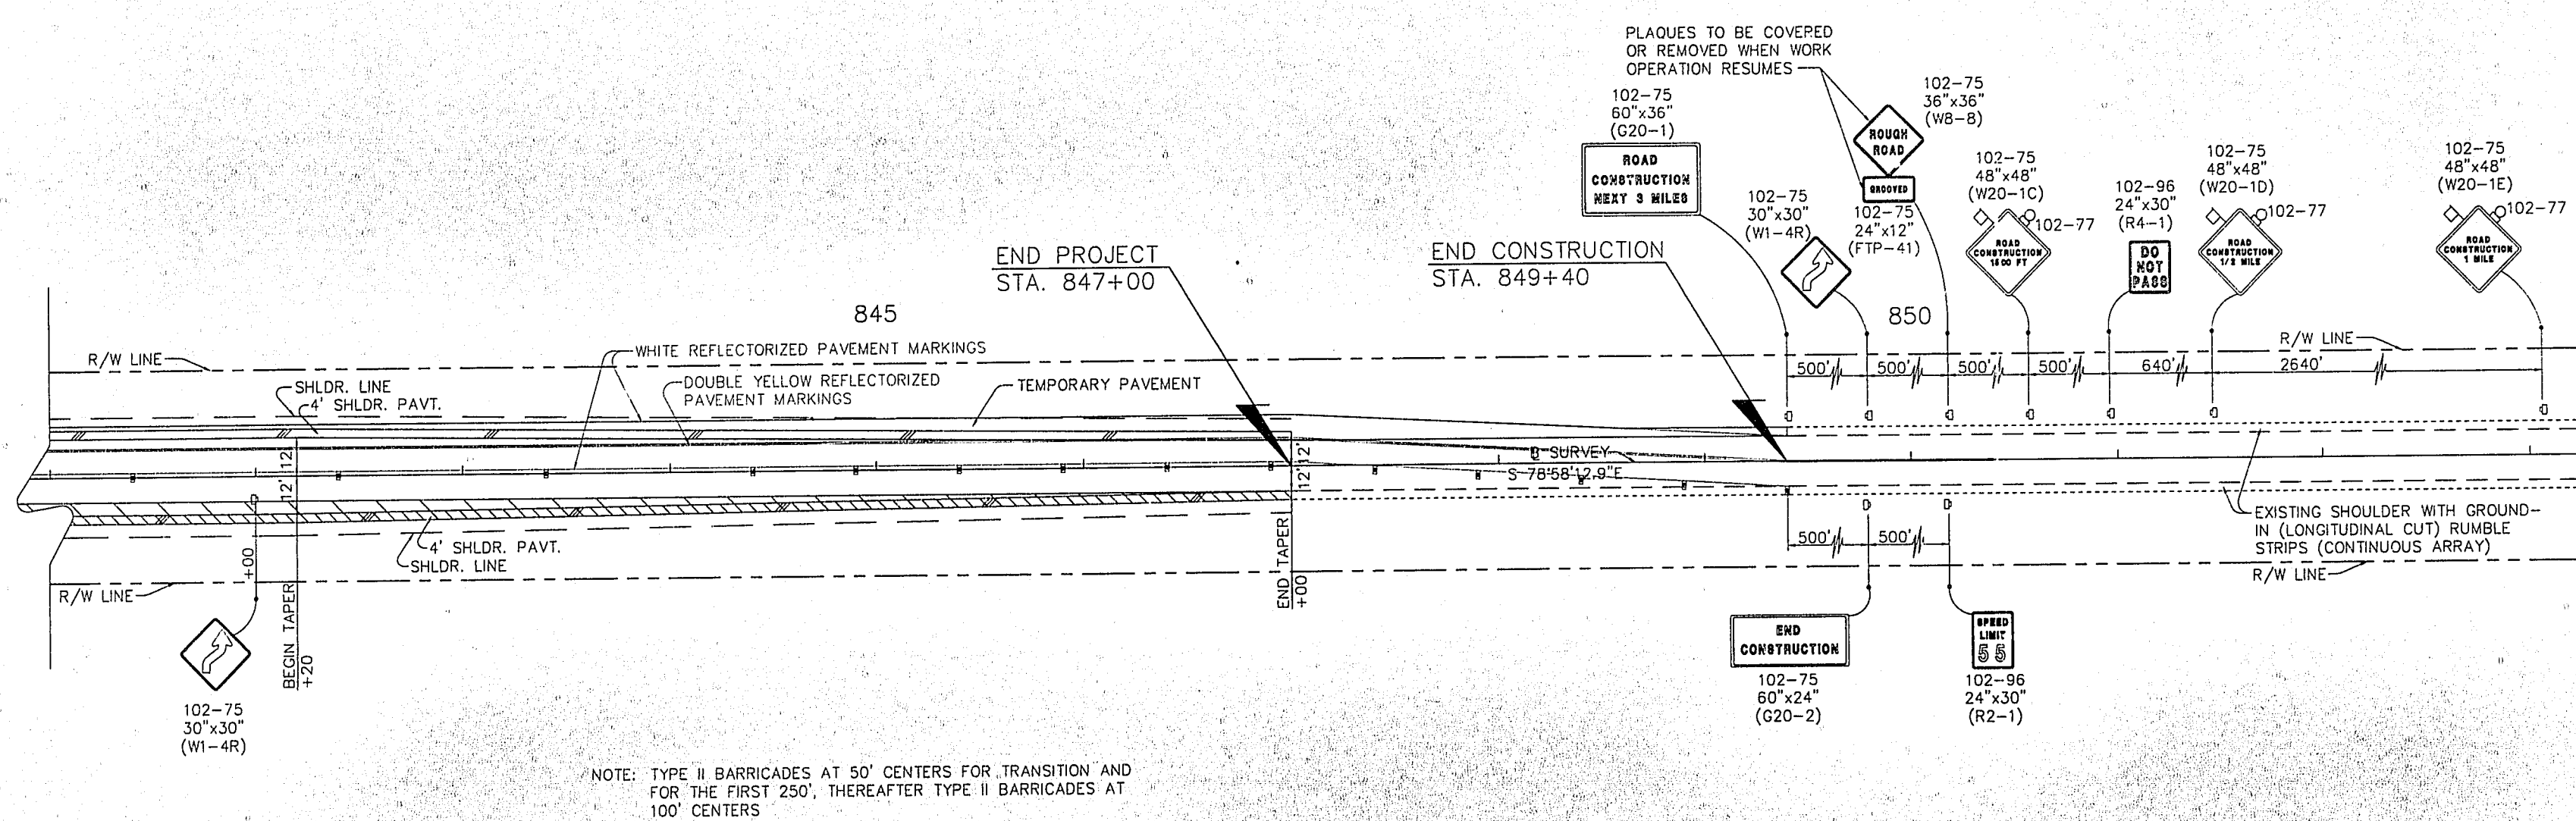 PLAQUES TO BE COVERED
OR REMOVED WHEN WORK
OPERATION RESUMES
102-75
60"x36"
(G20-1)
ROAD
CONSTRUCTION
NEXT 3 MILES
102-75
36"x36"
(W8-8)
ROUGH
ROAD
GROOVED
102-75
24"x12"
(FTP-41)
102-75
30"x30"
(W1-4R)
102-75
48"x48"
(W20-1C)
102-77
ROAD
CONSTRUCTION
1500 FT
102-96
24"x30"
(R4-1)
DO
NOT
PASS
102-75
48"x48"
(W20-1D)
102-77
ROAD
CONSTRUCTION
1/2 MILE
102-75
48"x48"
(W20-1E)
102-77
ROAD
CONSTRUCTION
1 MILE
END PROJECT
STA. 847+00
END CONSTRUCTION
STA. 849+40
845
850
R/W LINE
WHITE REFLECTORIZED PAVEMENT MARKINGS
R/W LINE
SHLDR. LINE
4' SHLDR. PAVT.
DOUBLE YELLOW REFLECTORIZED
PAVEMENT MARKINGS
TEMPORARY PAVEMENT
500'
500'
500'
500'
640'
2640'
12'
12'
12'
12'
B SURVEY
S 78°58'12.9"E
4' SHLDR. PAVT.
SHLDR. LINE
+00
BEGIN TAPER
+20
END TAPER
+00
500'
500'
EXISTING SHOULDER WITH GROUND-
IN (LONGITUDINAL CUT) RUMBLE
STRIPS (CONTINUOUS ARRAY)
R/W LINE
R/W LINE
102-75
30"x30"
(W1-4R)
END
CONSTRUCTION
102-75
60"x24"
(G20-2)
SPEED
LIMIT
55
102-96
24"x30"
(R2-1)
NOTE: TYPE II BARRICADES AT 50' CENTERS FOR TRANSITION AND
FOR THE FIRST 250', THEREAFTER TYPE II BARRICADES AT
100' CENTERS